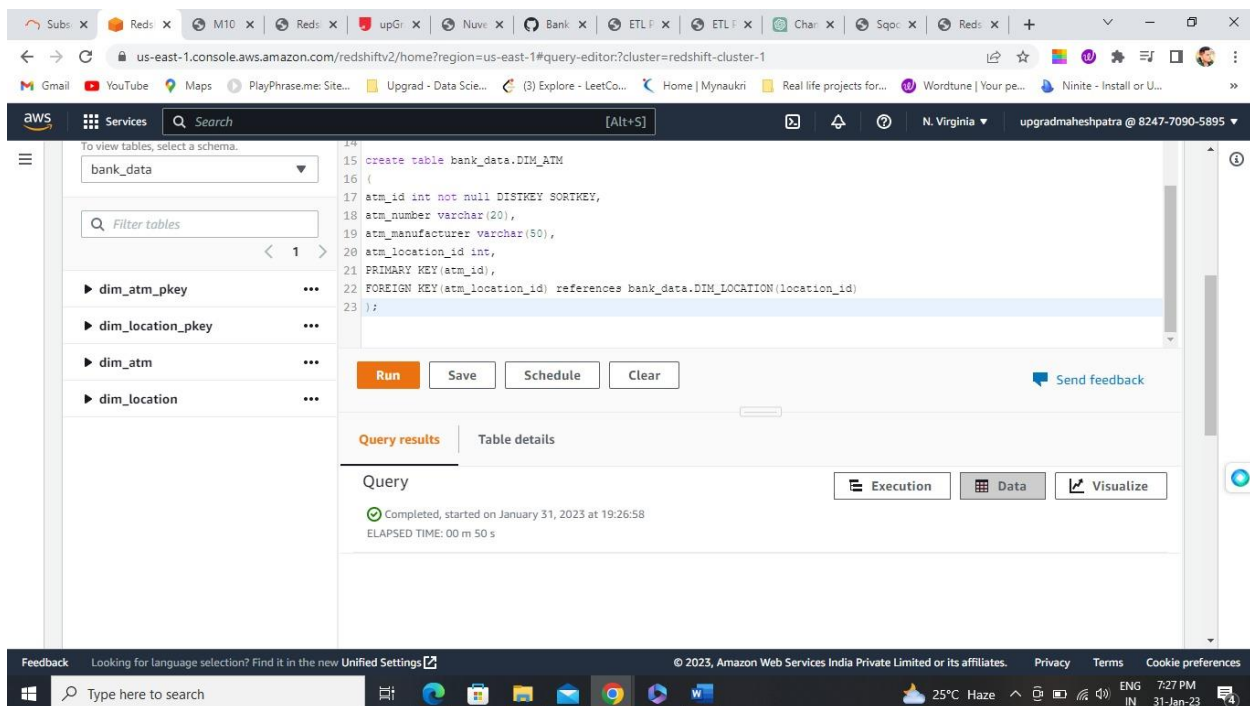 Subs
Reds
M10
Reds
upGr
Nuve
Bank
ETL P
ETL F
Chan
Sqoc
Reds
us-east-1.console.aws.amazon.com/redshiftv2/home?region=us-east-1#query-editor:?cluster=redshift-cluster-1
Gmail YouTube Maps PlayPhrase.me: Site... Upgrad - Data Scie... (3) Explore - LeetCo... Home | Mynaukri Real life projects for... Wordtune | Your pe... Ninite - Install or U... »
aws Services Search [Alt+S] N. Virginia ▼ upgradmaheshpatra @ 8247-7090-5895 ▼
To view tables, select a schema.
bank_data
Filter tables
< 1 >
dim_atm_pkey
dim_location_pkey
dim_atm
dim_location
14
15 create table bank_data.DIM_ATM
16 (
17 atm_id int not null DISTKEY SORTKEY,
18 atm_number varchar(20),
19 atm_manufacturer varchar(50),
20 atm_location_id int,
21 PRIMARY KEY(atm_id),
22 FOREIGN KEY(atm_location_id) references bank_data.DIM_LOCATION(location_id)
23 );
Run Save Schedule Clear
Send feedback
Query results Table details
Query
Execution Data Visualize
Completed, started on January 31, 2023 at 19:26:58
ELAPSED TIME: 00 m 50 s
Feedback Looking for language selection? Find it in the new Unified Settings © 2023, Amazon Web Services India Private Limited or its affiliates. Privacy Terms Cookie preferences
Type here to search
25°C Haze
ENG
IN
7:27 PM
31-Jan-23
4